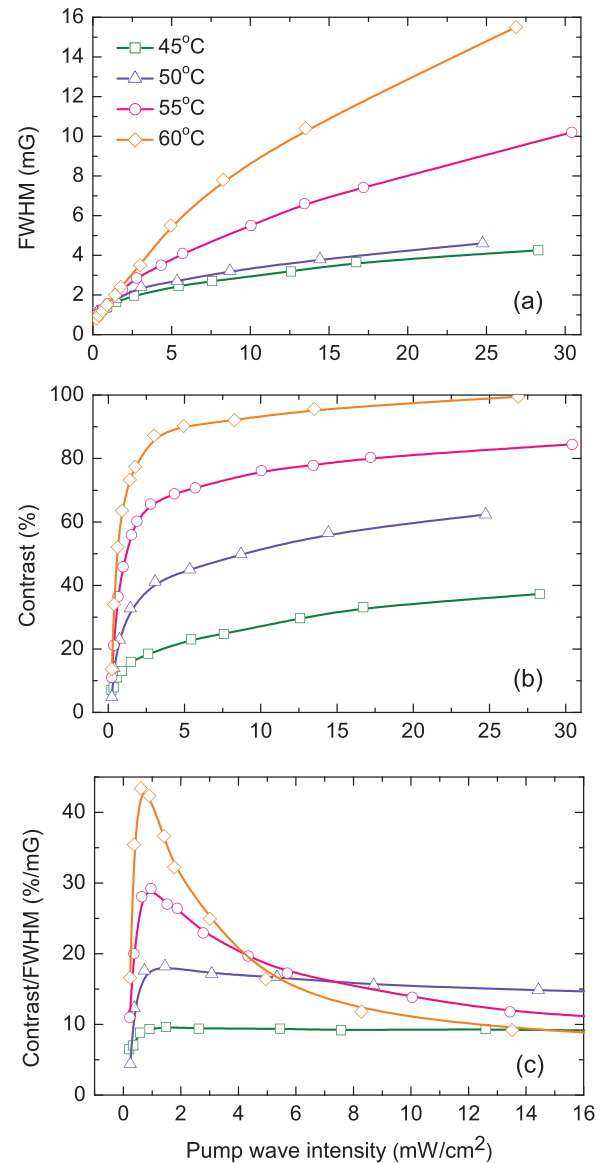 16
14
12
10
8
6
4
2
0
FWHM (mG)
45°C
50°C
55°C
60°C
(a)
0 5 10 15 20 25 30
100
80
60
40
20
0
Contrast (%)
(b)
0 5 10 15 20 25 30
40
30
20
10
0
Contrast/FWHM (%/mG)
(c)
0 2 4 6 8 10 12 14 16
Pump wave intensity (mW/cm²)